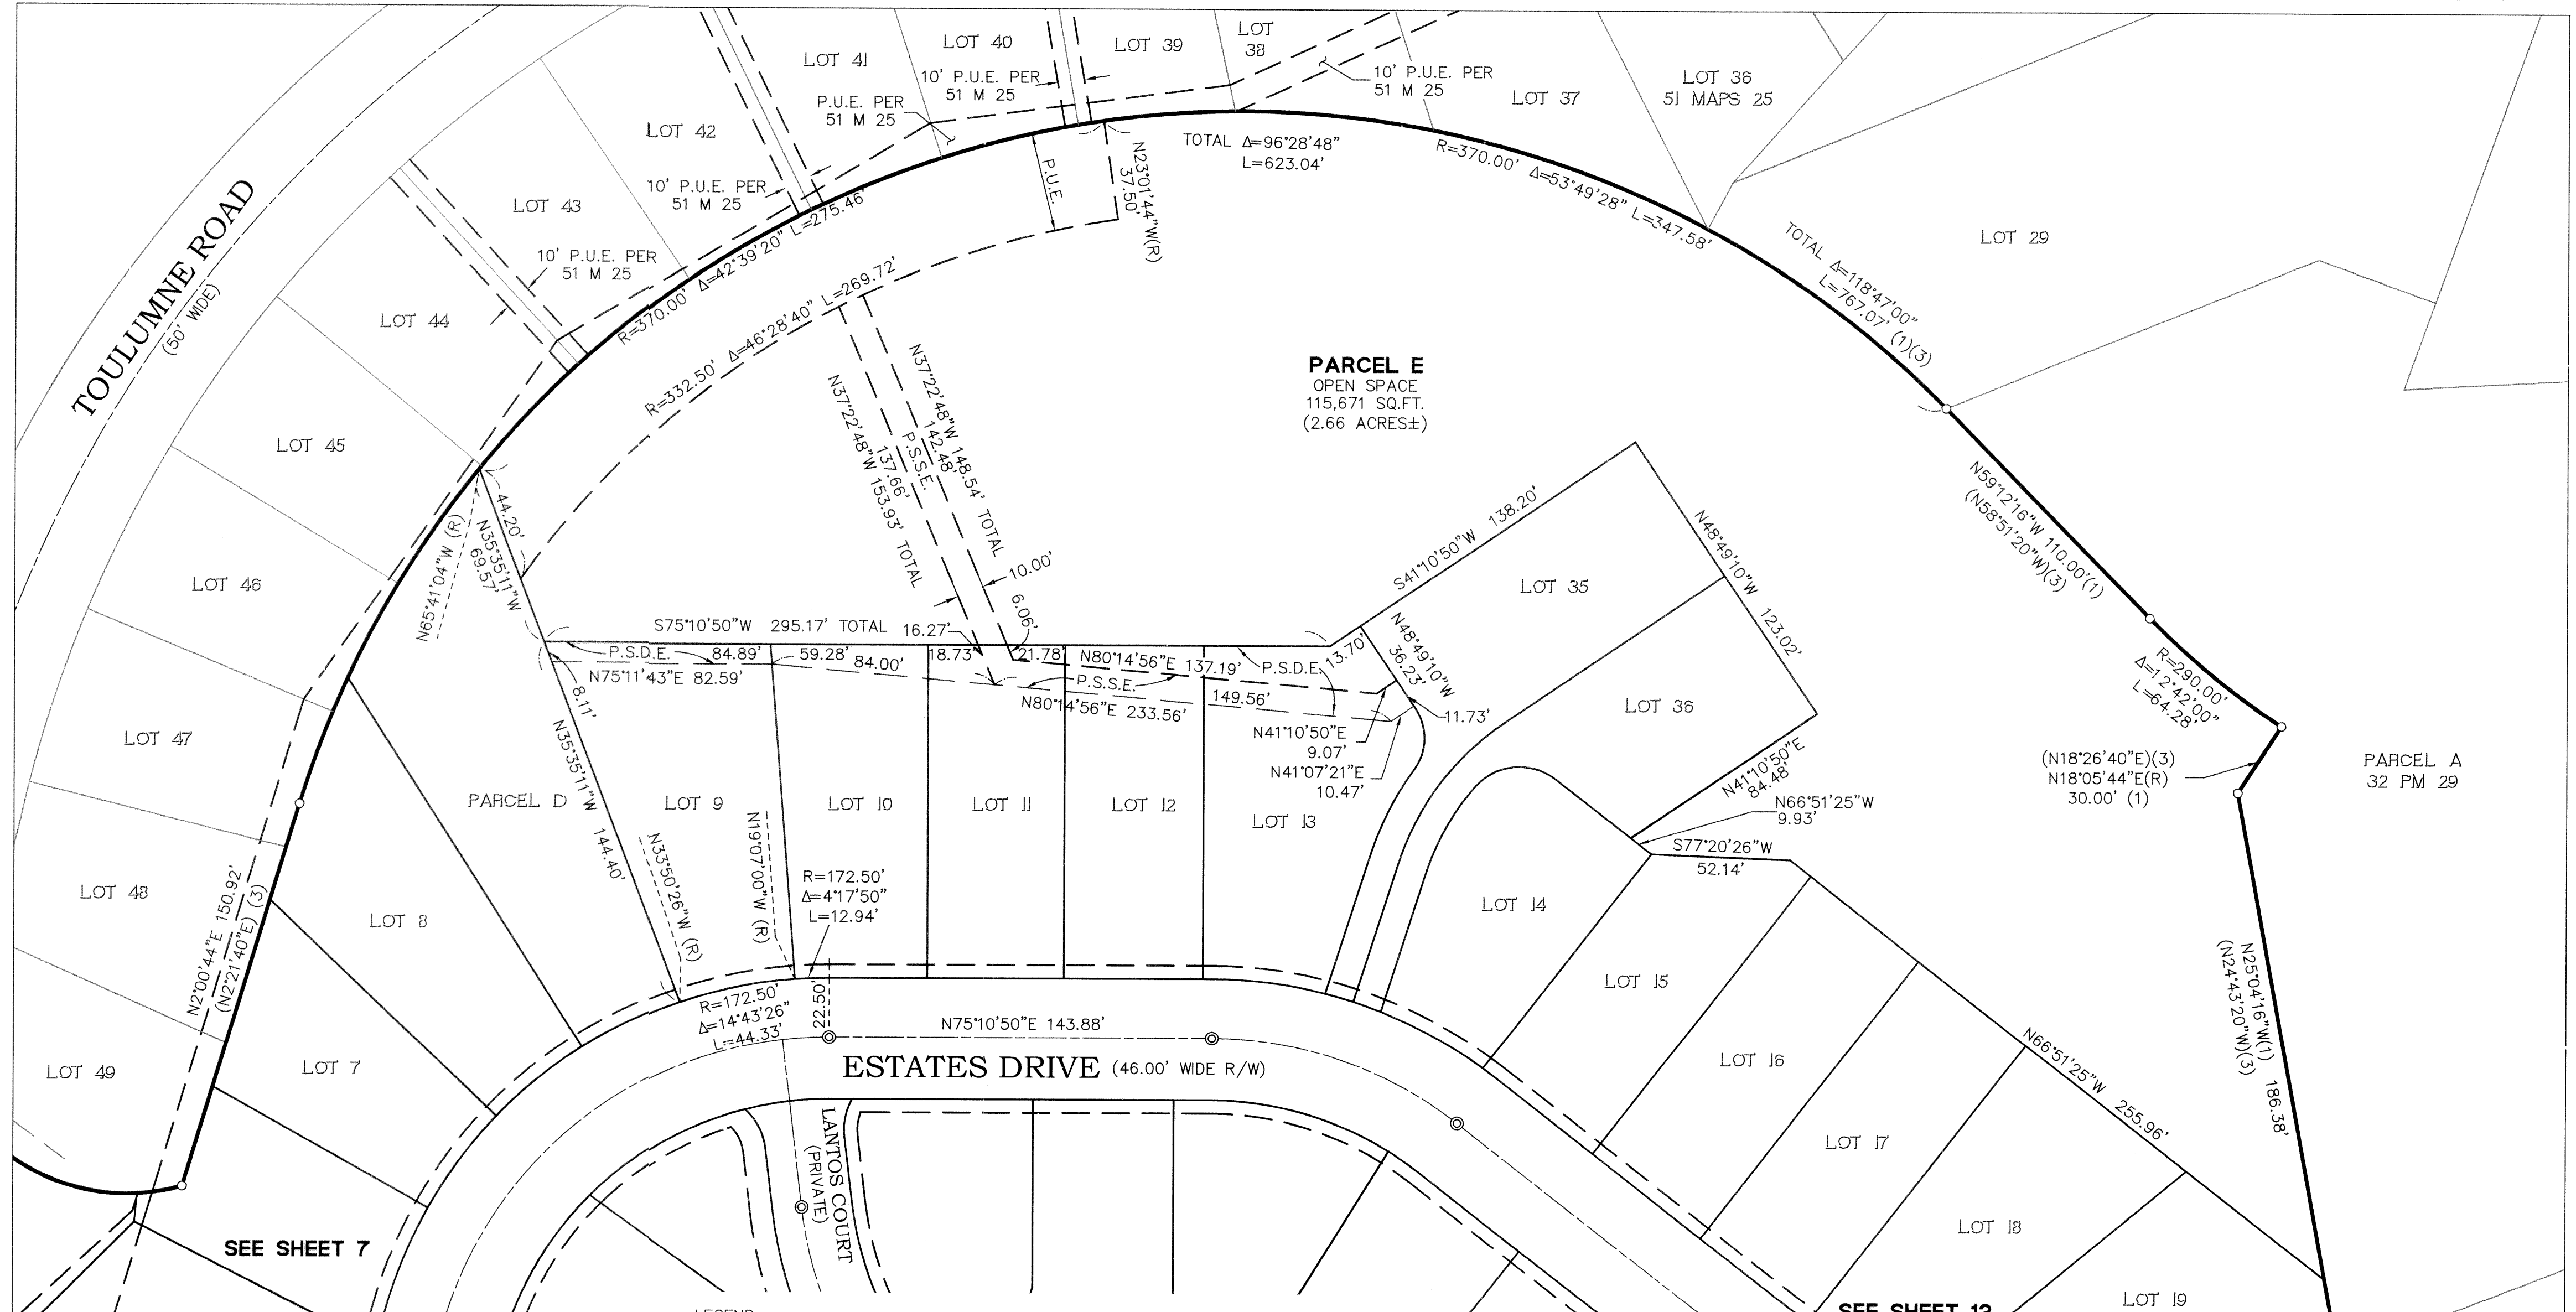 LOT 41
LOT 40
LOT 39
LOT
38
10' P.U.E. PER
51 M 25
10' P.U.E. PER
51 M 25
LOT 37
LOT 36
51 MAPS 25
P.U.E. PER
51 M 25
LOT 42
10' P.U.E. PER
51 M 25
LOT 43
10' P.U.E. PER
51 M 25
LOT 44
TOULUMNE ROAD
(50' WIDE)
LOT 45
LOT 46
LOT 47
LOT 48
LOT 49
LOT 29
TOTAL Δ=96°28'48"
L=623.04'
R=370.00' Δ=53°49'28" L=347.58'
TOTAL Δ=118°47'00"
L=767.07' (1)(3)
R=370.00' Δ=42°39'20" L=275.46'
R=332.50' Δ=46°28'40" L=269.72'
P.U.E.
N23°01'44"W(R)
37.50'
PARCEL E
OPEN SPACE
115,671 SQ.FT.
(2.66 ACRES±)
N37°22'48"W 148.54' TOTAL
142.48'
P.S.S.E.
137.66'
N37°22'48"W 153.93' TOTAL
10.00'
6.06'
44.20'
N35°35'11"W
69.57'
N65°41'04"W (R)
S75°10'50"W 295.17' TOTAL
16.27'
P.S.D.E.
84.89'
59.28'
84.00'
18.73'
21.78'
N80°14'56"E 137.19'
P.S.D.E.
13.70'
N75°11'43"E 82.59'
P.S.S.E.
149.56'
N80°14'56"E 233.56'
8.11'
N35°35'11"W 144.40'
S41°10'50"W 138.20'
N48°49'10"W 123.02'
N48°49'10"W
36.23'
11.73'
N41°10'50"E
9.07'
N41°07'21"E
10.47'
LOT 35
LOT 36
N41°10'50"E
84.48'
N66°51'25"W
9.93'
S77°20'26"W
52.14'
N59°12'16"W 110.00'(1)
(N58°51'20"W)(3)
R=290.00'
Δ=12°42'00"
L=64.28'
(N18°26'40"E)(3)
N18°05'44"E(R)
30.00' (1)
PARCEL A
32 PM 29
N25°04'16"W(1) 186.38'
(N24°43'20"W)(3)
N66°51'25"W 255.96'
PARCEL D
LOT 9
LOT 10
LOT 11
LOT 12
LOT 13
LOT 14
LOT 15
LOT 16
LOT 17
LOT 18
LOT 19
LOT 8
LOT 7
N33°50'26"W (R)
N19°07'00"W (R)
R=172.50'
Δ=4°17'50"
L=12.94'
R=172.50'
Δ=14°43'26"
L=44.33'
22.50'
N75°10'50"E 143.88'
ESTATES DRIVE (46.00' WIDE R/W)
LANTOS COURT
(PRIVATE)
N2°00'44"E 150.92'
(N2°21'40"E) (3)
SEE SHEET 7
LEGEND
SEE SHEET 12